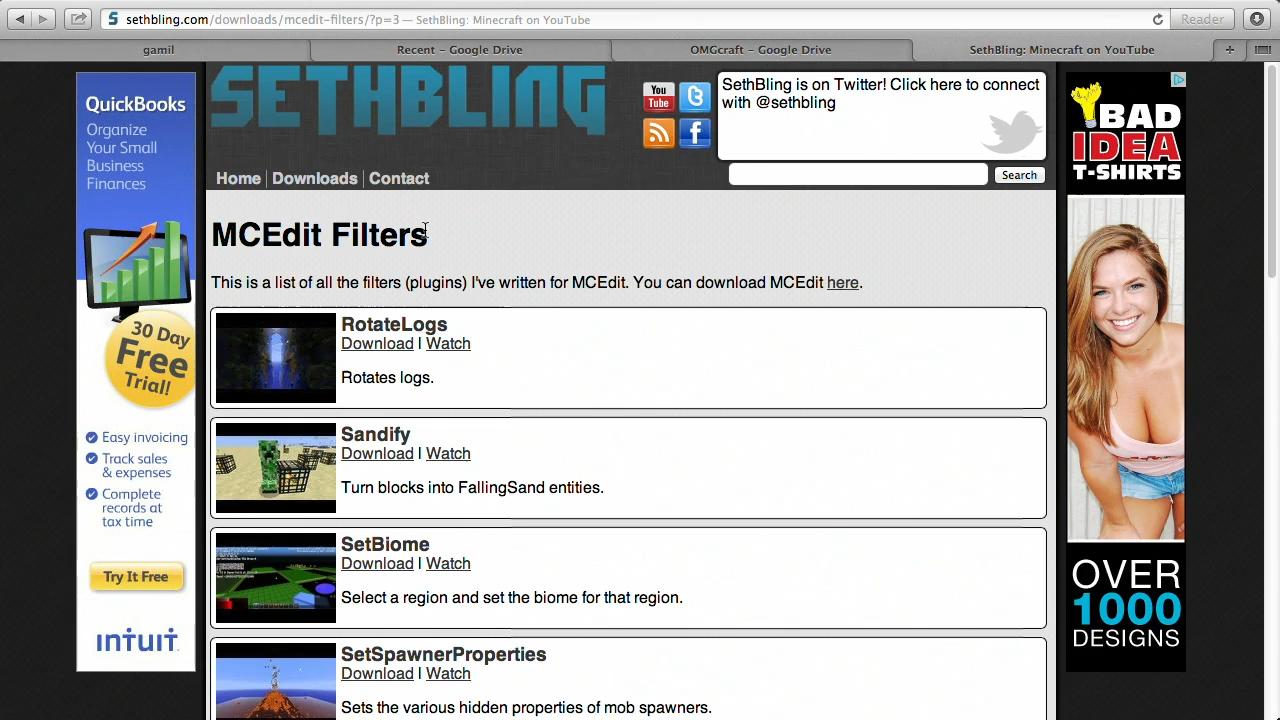 sethbling.com/downloads/mcedit-filters/?p=3 — SethBling: Minecraft on YouTube
Reader
gamil
Recent – Google Drive
OMGcraft – Google Drive
SethBling: Minecraft on YouTube
QuickBooks
Organize
Your Small
Business
Finances
30 Day
Free
Trial!
Easy invoicing
Track sales
& expenses
Complete
records at
tax time
Try It Free
INTUIT
SETHBLING
You
Tube
SethBling is on Twitter! Click here to connect
with @sethbling
Home | Downloads | Contact
Search
MCEdit Filters
This is a list of all the filters (plugins) I've written for MCEdit. You can download MCEdit here.
RotateLogs
Download | Watch
Rotates logs.
Sandify
Download | Watch
Turn blocks into FallingSand entities.
SetBiome
Download | Watch
Select a region and set the biome for that region.
SetSpawnerProperties
Download | Watch
Sets the various hidden properties of mob spawners.
BAD
IDEA
T-SHIRTS
OVER
1000
DESIGNS